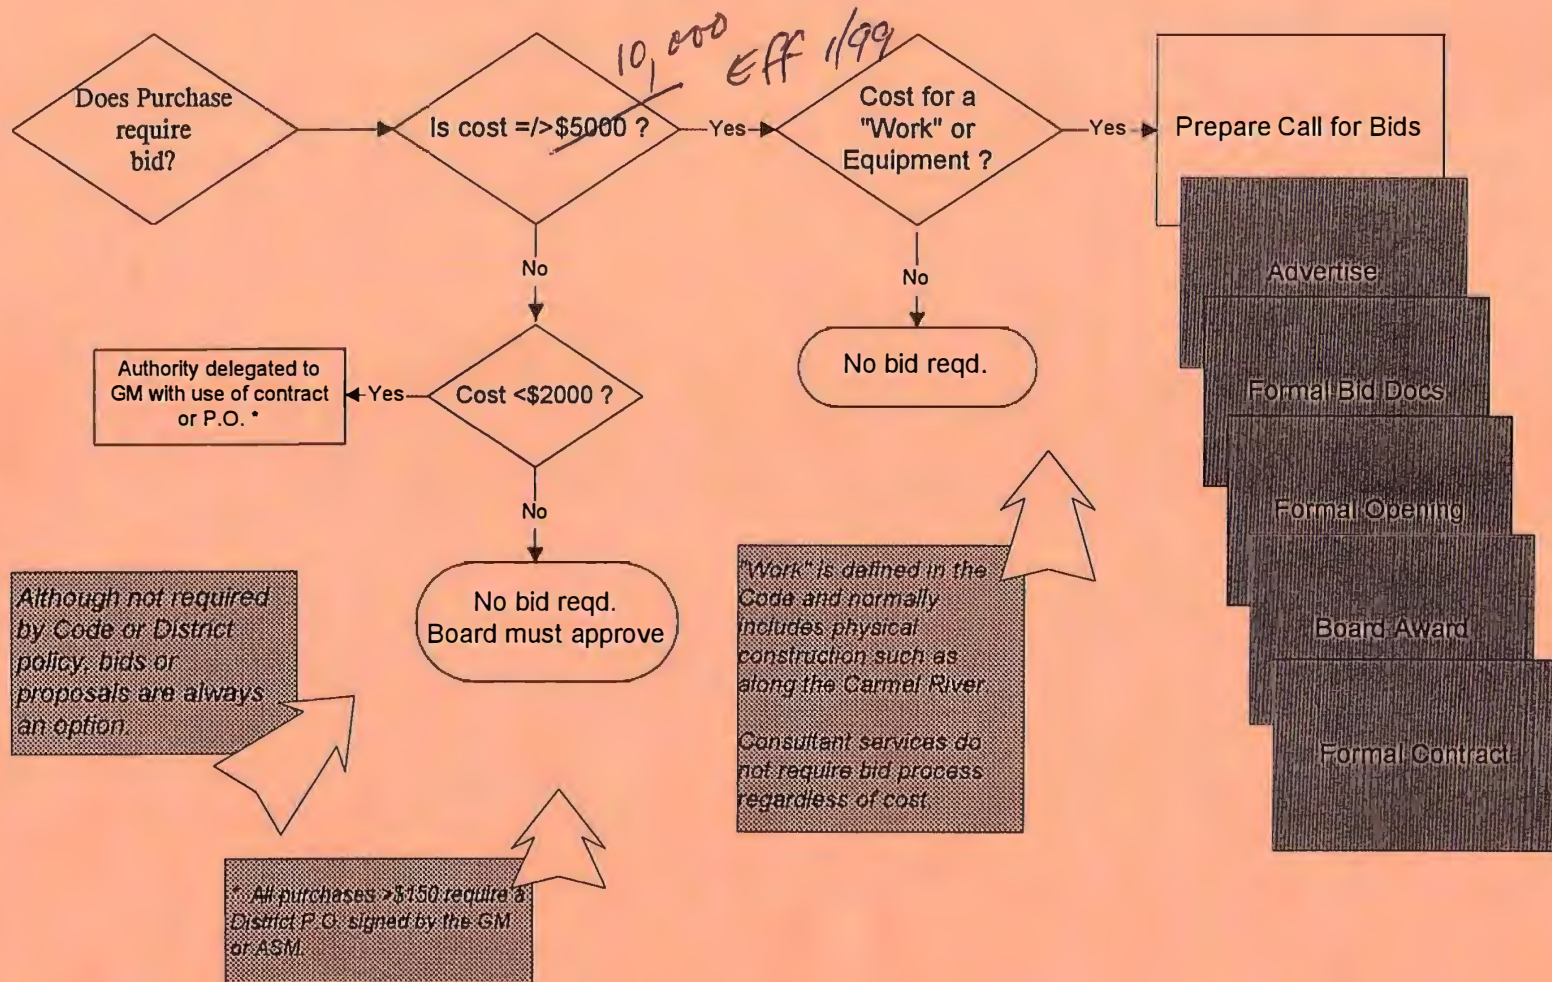 10,000
Eff 1/99
Does Purchase
require
bid?
Is cost =/>$5000 ?
Yes
Cost for a
"Work" or
Equipment ?
Yes
Prepare Call for Bids
Advertise
Formal Bid Docs
Formal Opening
Board Award
Formal Contract
No
No
No bid reqd.
Authority delegated to
GM with use of contract
or P.O. *
Yes
Cost <$2000 ?
No
No bid reqd.
Board must approve
Although not required
by Code or District
policy, bids or
proposals are always
an option.
"Work" is defined in the
Code and normally
includes physical
construction such as
along the Carmel River.
Consultant services do
not require bid process
regardless of cost.
* All purchases >$150 require a
District P.O. signed by the GM
or ASM.